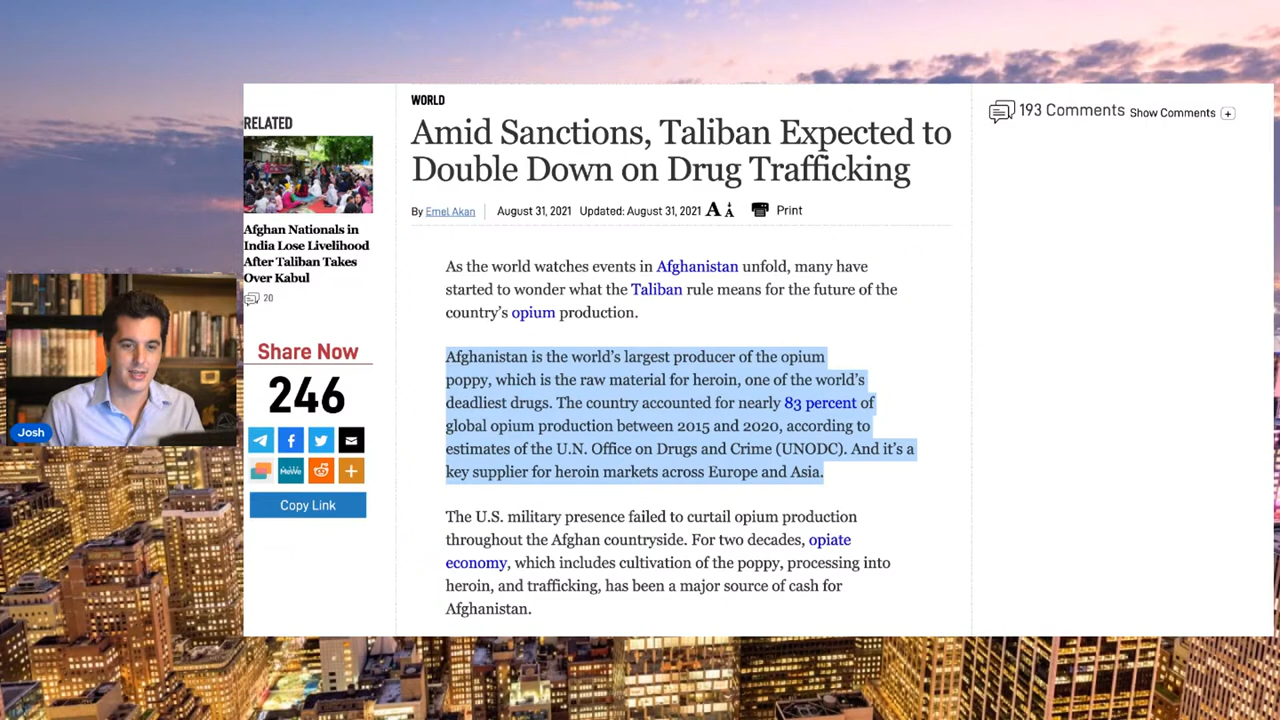 WORLD
Amid Sanctions, Taliban Expected to
Double Down on Drug Trafficking
By Emel Akan August 31, 2021 Updated: August 31, 2021 A A Print
193 Comments Show Comments +
RELATED
Afghan Nationals in
India Lose Livelihood
After Taliban Takes
Over Kabul
20
Share Now
246
MeWe
+
Copy Link
Josh
As the world watches events in Afghanistan unfold, many have
started to wonder what the Taliban rule means for the future of the
country’s opium production.
Afghanistan is the world’s largest producer of the opium
poppy, which is the raw material for heroin, one of the world’s
deadliest drugs. The country accounted for nearly 83 percent of
global opium production between 2015 and 2020, according to
estimates of the U.N. Office on Drugs and Crime (UNODC). And it’s a
key supplier for heroin markets across Europe and Asia.
The U.S. military presence failed to curtail opium production
throughout the Afghan countryside. For two decades, opiate
economy, which includes cultivation of the poppy, processing into
heroin, and trafficking, has been a major source of cash for
Afghanistan.